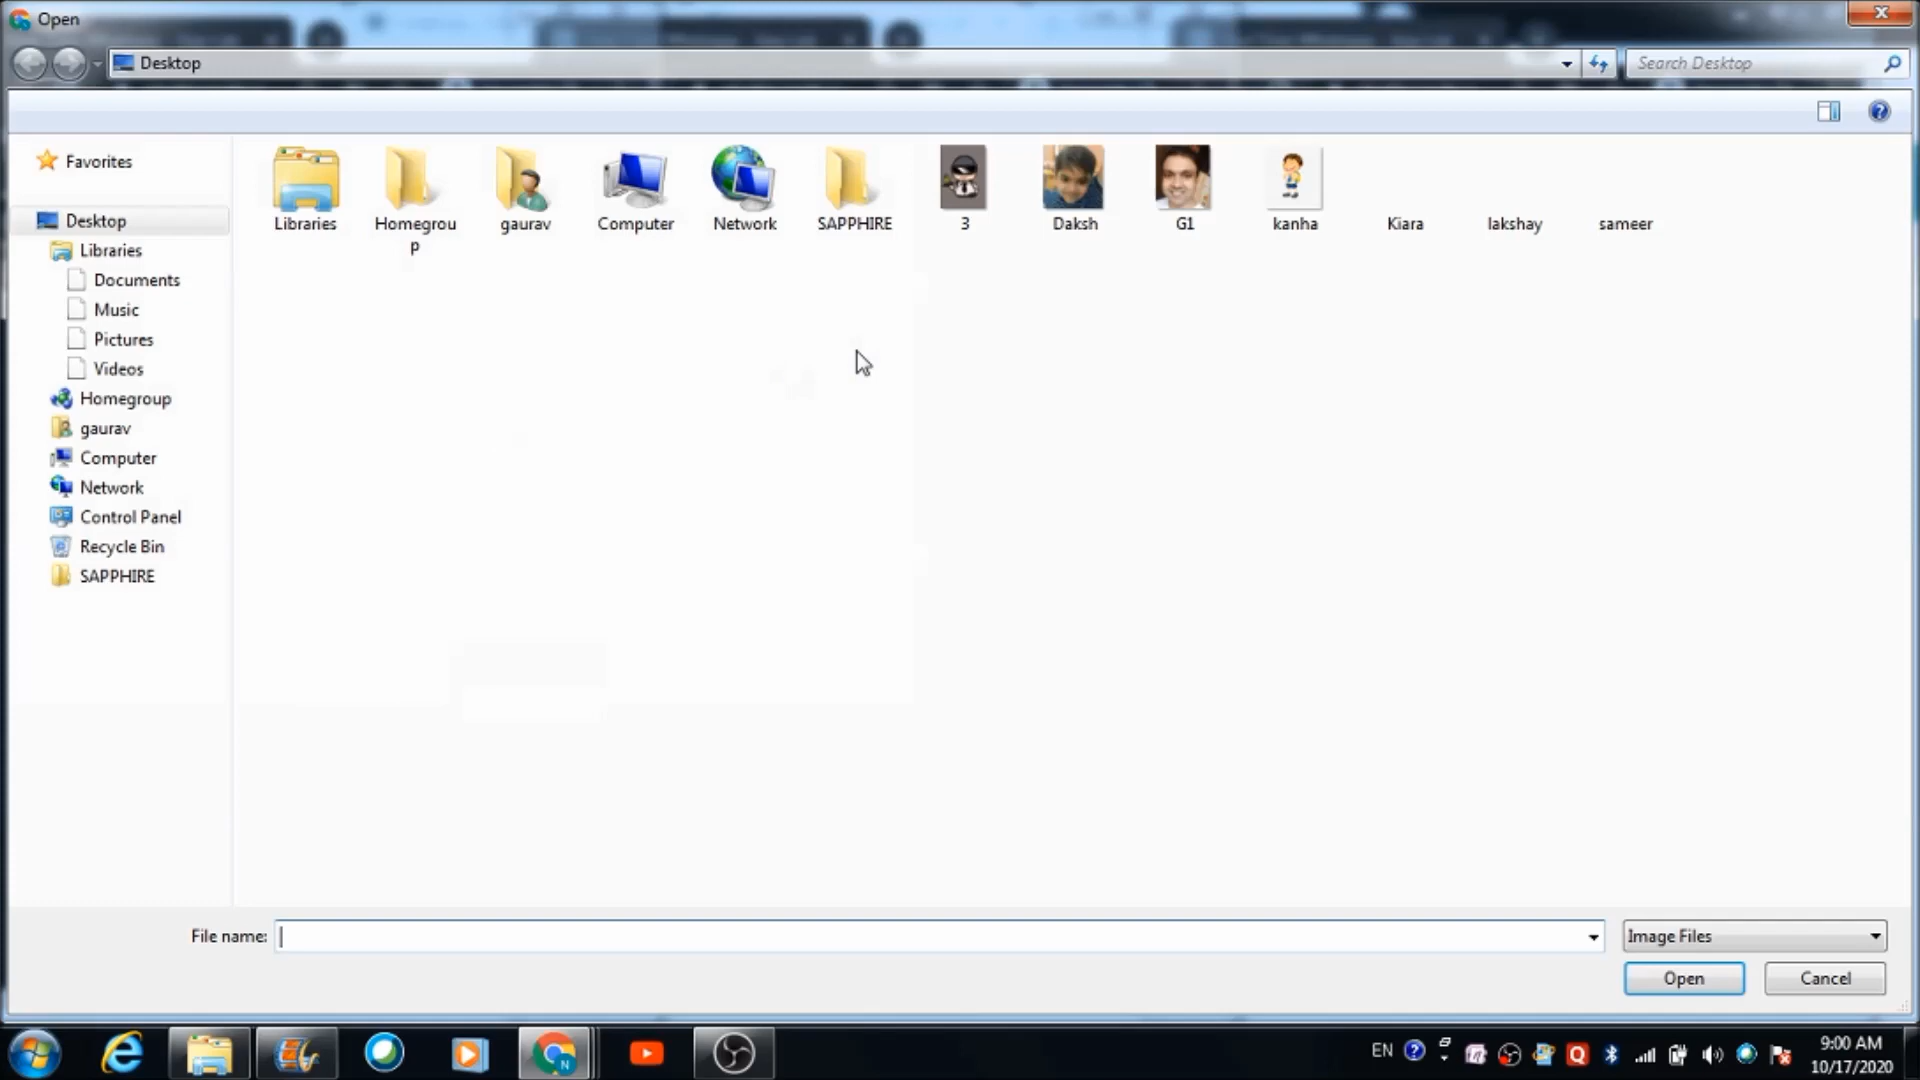 Open
Desktop
Search Desktop
Favorites
Desktop
Libraries
Documents
Music
Pictures
Videos
Homegroup
gaurav
Computer
Network
Control Panel
Recycle Bin
SAPPHIRE
Libraries
Homegrou
p
gaurav
Computer
Network
SAPPHIRE
3
Daksh
G1
kanha
Kiara
lakshay
sameer
File name:
Image Files
Open
Cancel
EN
9:00 AM
10/17/2020